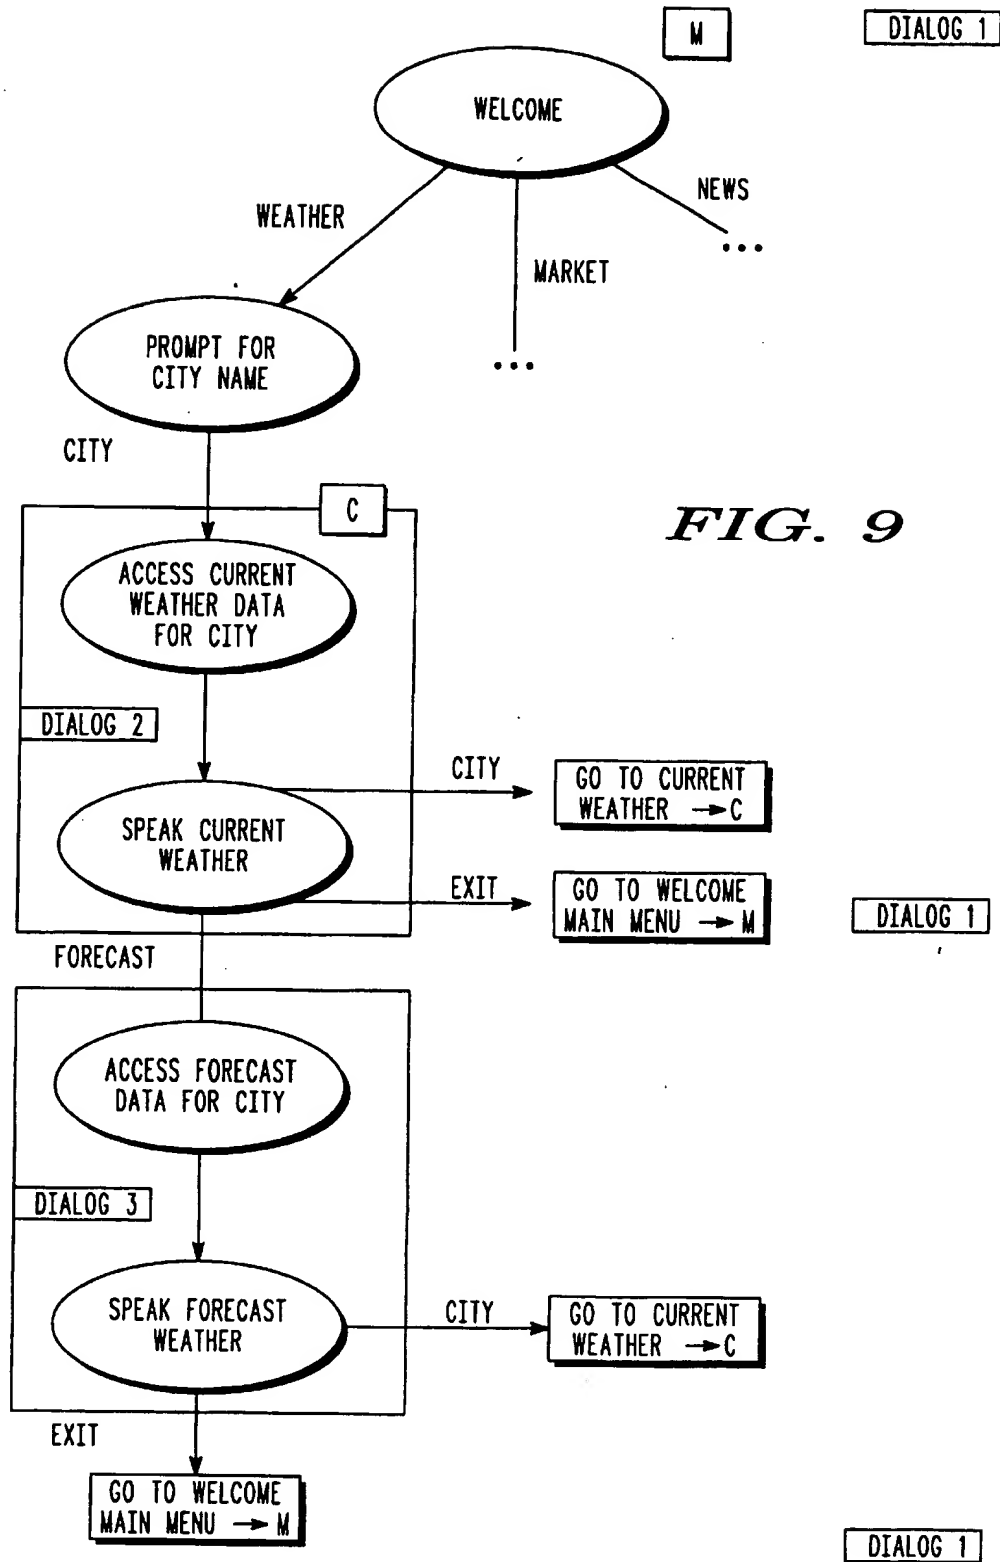 M
DIALOG 1
WELCOME
WEATHER
MARKET
NEWS
...
...
PROMPT FOR
CITY NAME
CITY
C
FIG. 9
ACCESS CURRENT
WEATHER DATA
FOR CITY
DIALOG 2
SPEAK CURRENT
WEATHER
CITY
GO TO CURRENT
WEATHER → C
EXIT
GO TO WELCOME
MAIN MENU → M
DIALOG 1
FORECAST
ACCESS FORECAST
DATA FOR CITY
DIALOG 3
SPEAK FORECAST
WEATHER
CITY
GO TO CURRENT
WEATHER → C
EXIT
GO TO WELCOME
MAIN MENU → M
DIALOG 1